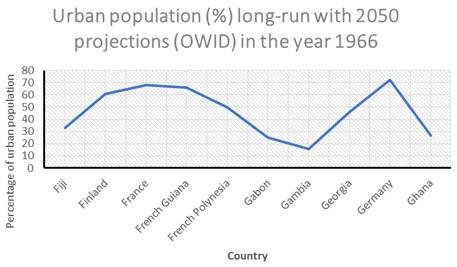 Urban population (%) long-run with 2050
projections (OWID) in the year 1966
Percentage of urban population
80
70
60
50
40
30
20
10
0
Fiji
Finland
France
French Guiana
French Polynesia
Gabon
Gambia
Georgia
Germany
Ghana
Country